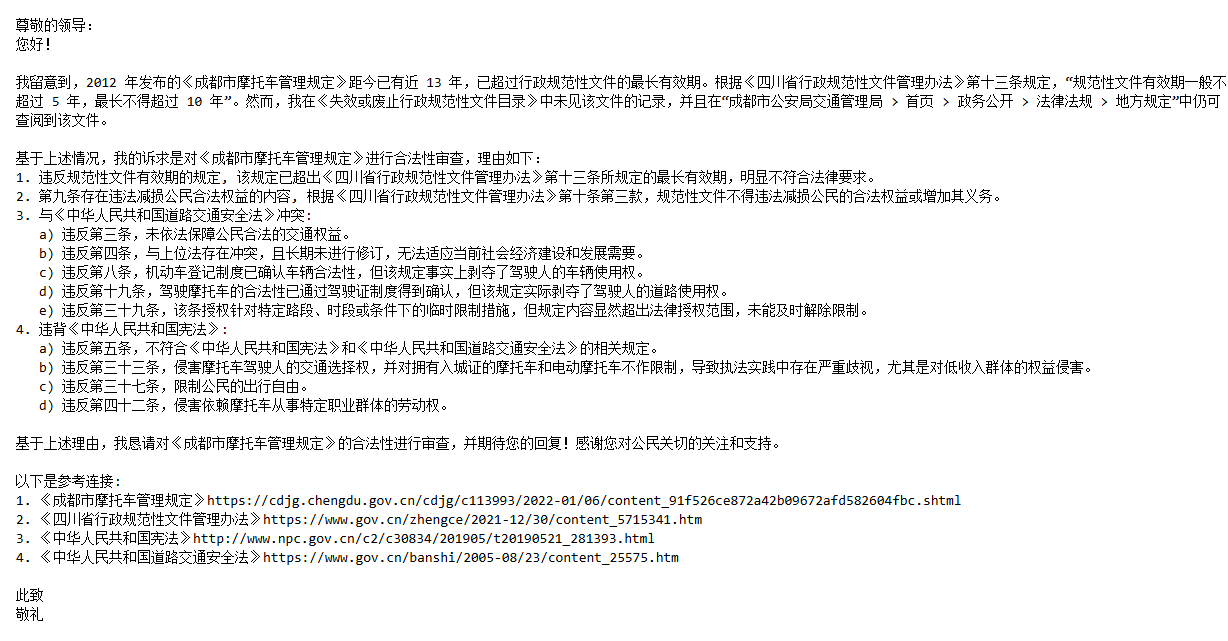 尊敬的领导：
您好！
我留意到，2012 年发布的《成都市摩托车管理规定》距今已有近 13 年，已超过行政规范性文件的最长有效期。根据《四川省行政规范性文件管理办法》第十三条规定，“规范性文件有效期一般不
超过 5 年，最长不得超过 10 年”。然而，我在《失效或废止行政规范性文件目录》中未见该文件的记录，并且在“成都市公安局交通管理局 > 首页 > 政务公开 > 法律法规 > 地方规定”中仍可
查阅到该文件。
基于上述情况，我的诉求是对《成都市摩托车管理规定》进行合法性审查，理由如下：
1. 违反规范性文件有效期的规定, 该规定已超出《四川省行政规范性文件管理办法》第十三条所规定的最长有效期，明显不符合法律要求。
2. 第九条存在违法减损公民合法权益的内容, 根据《四川省行政规范性文件管理办法》第十条第三款，规范性文件不得违法减损公民的合法权益或增加其义务。
3. 与《中华人民共和国道路交通安全法》冲突:
a) 违反第三条，未依法保障公民合法的交通权益。
b) 违反第四条，与上位法存在冲突，且长期未进行修订，无法适应当前社会经济建设和发展需要。
c) 违反第八条，机动车登记制度已确认车辆合法性，但该规定事实上剥夺了驾驶人的车辆使用权。
d) 违反第十九条，驾驶摩托车的合法性已通过驾驶证制度得到确认，但该规定实际剥夺了驾驶人的道路使用权。
e) 违反第三十九条，该条授权针对特定路段、时段或条件下的临时限制措施，但规定内容显然超出法律授权范围，未能及时解除限制。
4. 违背《中华人民共和国宪法》:
a) 违反第五条，不符合《中华人民共和国宪法》和《中华人民共和国道路交通安全法》的相关规定。
b) 违反第三十三条，侵害摩托车驾驶人的交通选择权，并对拥有入城证的摩托车和电动摩托车不作限制，导致执法实践中存在严重歧视，尤其是对低收入群体的权益侵害。
c) 违反第三十七条，限制公民的出行自由。
d) 违反第四十二条，侵害依赖摩托车从事特定职业群体的劳动权。
基于上述理由，我恳请对《成都市摩托车管理规定》的合法性进行审查，并期待您的回复！感谢您对公民关切的关注和支持。
以下是参考连接:
1. 《成都市摩托车管理规定》https://cdjg.chengdu.gov.cn/cdjg/c113993/2022-01/06/content_91f526ce872a42b09672afd582604fbc.shtml
2. 《四川省行政规范性文件管理办法》https://www.gov.cn/zhengce/2021-12/30/content_5715341.htm
3. 《中华人民共和国宪法》http://www.npc.gov.cn/c2/c30834/201905/t20190521_281393.html
4. 《中华人民共和国道路交通安全法》https://www.gov.cn/banshi/2005-08/23/content_25575.htm
此致
敬礼